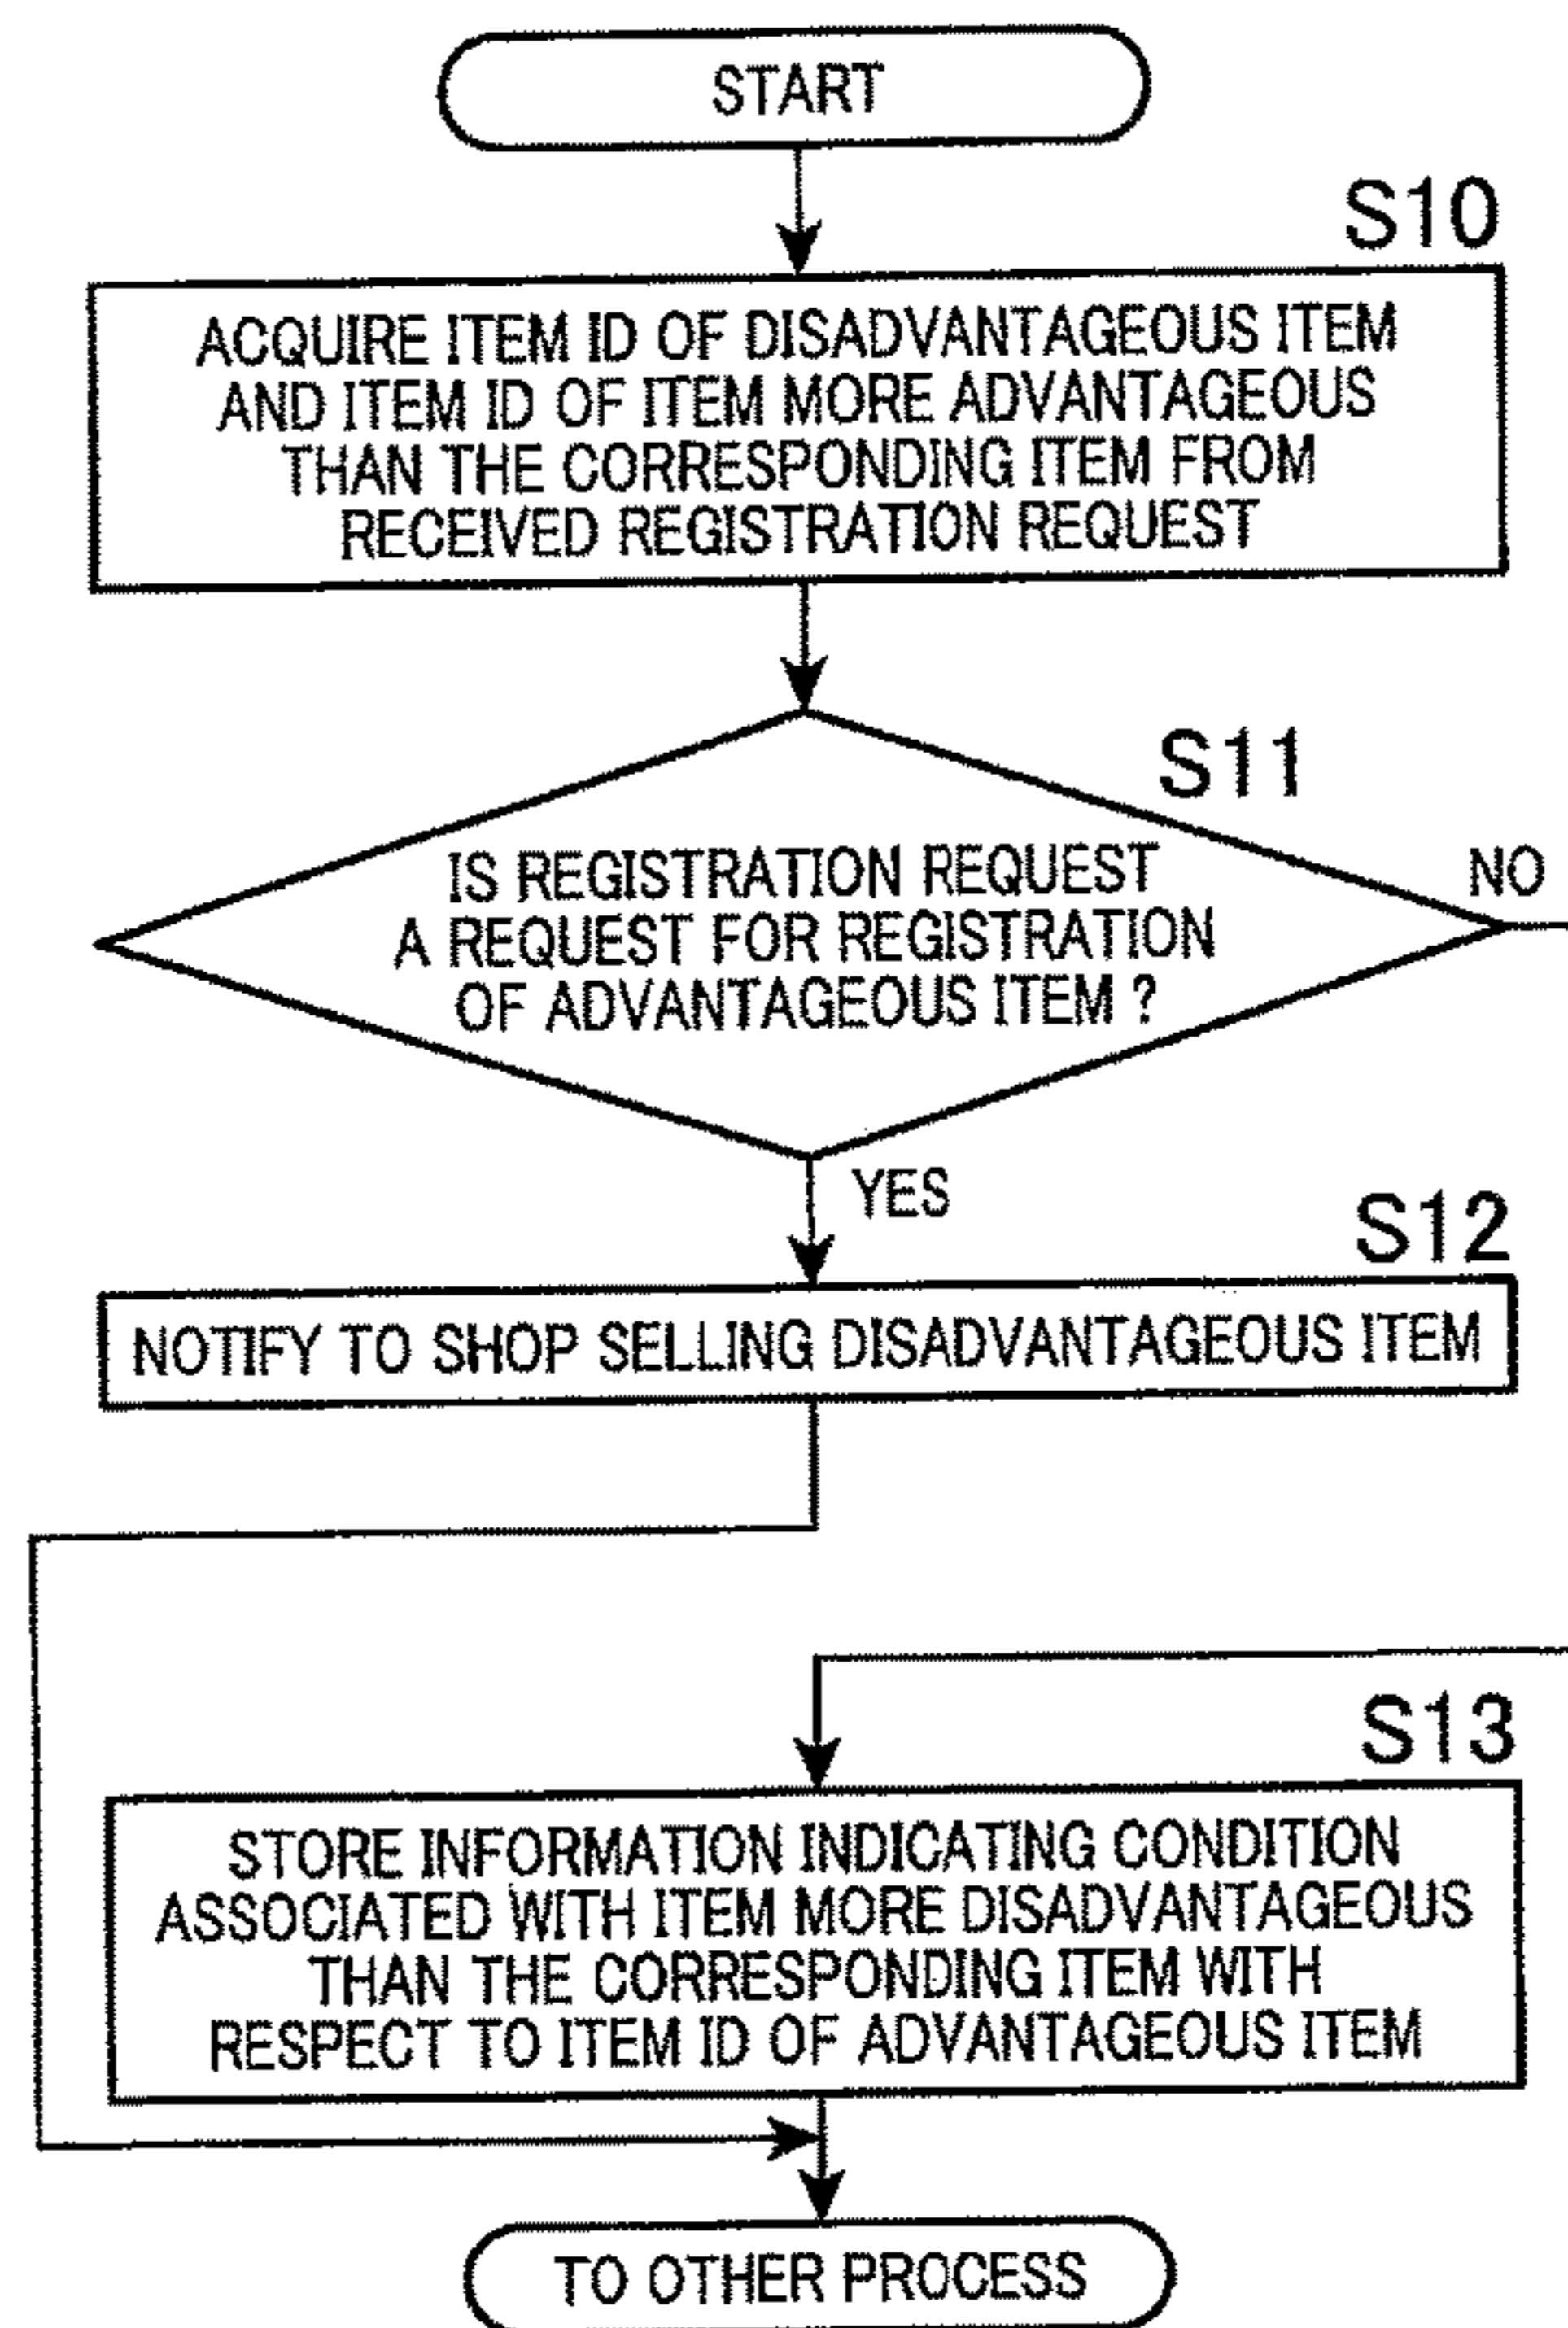 START
S10
ACQUIRE ITEM ID OF DISADVANTAGEOUS ITEM
AND ITEM ID OF ITEM MORE ADVANTAGEOUS
THAN THE CORRESPONDING ITEM FROM
RECEIVED REGISTRATION REQUEST
S11
IS REGISTRATION REQUEST
A REQUEST FOR REGISTRATION
OF ADVANTAGEOUS ITEM ?
NO
YES
S12
NOTIFY TO SHOP SELLING DISADVANTAGEOUS ITEM
S13
STORE INFORMATION INDICATING CONDITION
ASSOCIATED WITH ITEM MORE DISADVANTAGEOUS
THAN THE CORRESPONDING ITEM WITH
RESPECT TO ITEM ID OF ADVANTAGEOUS ITEM
TO OTHER PROCESS